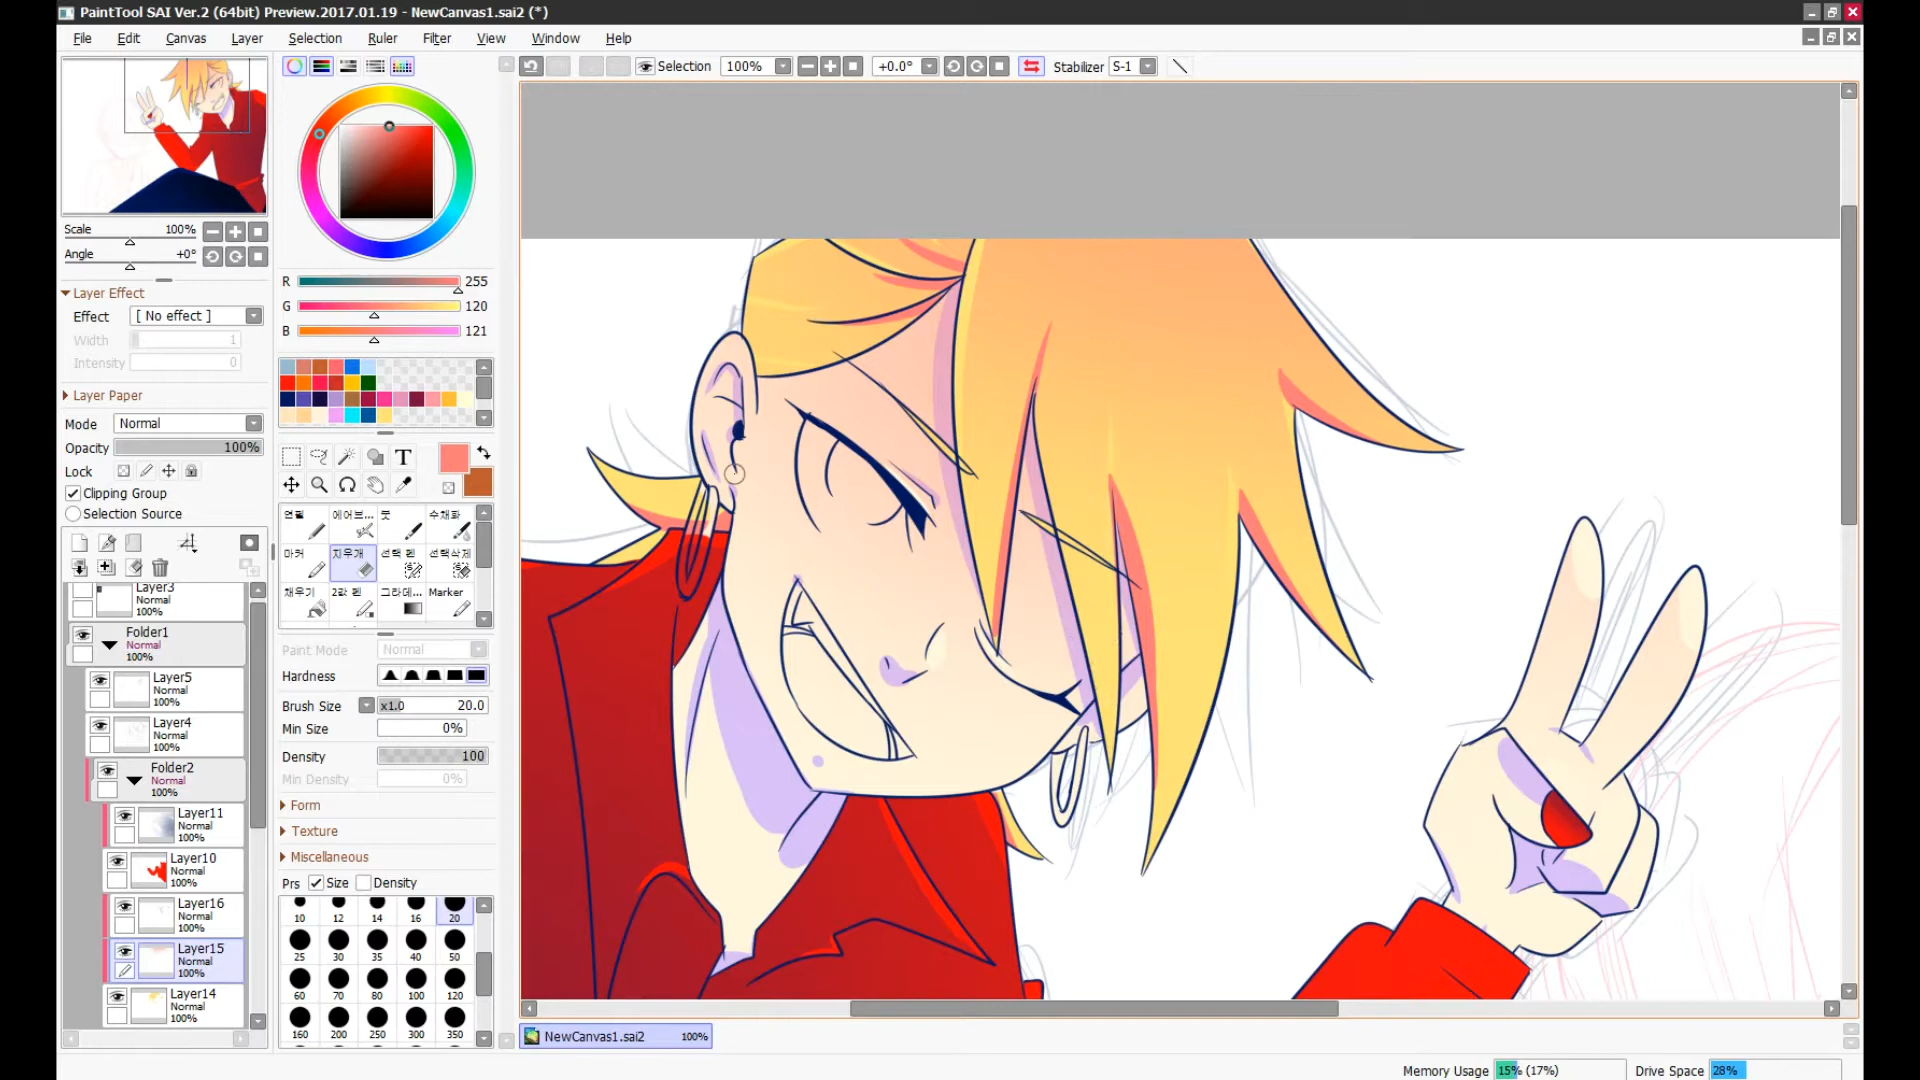 PaintTool SAI Ver.2 (64bit) Preview.2017.01.19 - NewCanvas1.sai2 (*)
File Edit Canvas Layer Selection Ruler Filter View Window Help
Selection 100% +0.0° Stabilizer S-1
Scale 100%
Angle +0°
Layer Effect
Effect [ No effect ]
Width 1
Intensity 0
Layer Paper
Mode Normal
Opacity 100%
Lock
Clipping Group
Selection Source
Layer3
Normal
100%
Folder1
Normal
100%
Layer5
Normal
100%
Layer4
Normal
100%
Folder2
Normal
100%
Layer11
Normal
100%
Layer10
Normal
100%
Layer16
Normal
100%
Layer15
Normal
100%
Layer14
Normal
100%
R 255
G 120
B 121
T
연필 에어브... 붓 수채화
마커 지우개 선택 펜 선택삭제
채우기 2값 펜 그라데... Marker
Paint Mode Normal
Hardness
Brush Size x1.0 20.0
Min Size 0%
Density 100
Min Density 0%
Form
Texture
Miscellaneous
Prs Size Density
10 12 14 16 20
25 30 35 40 50
60 70 80 100 120
160 200 250 300 350
NewCanvas1.sai2 100%
Memory Usage 15% (17%) Drive Space 28%